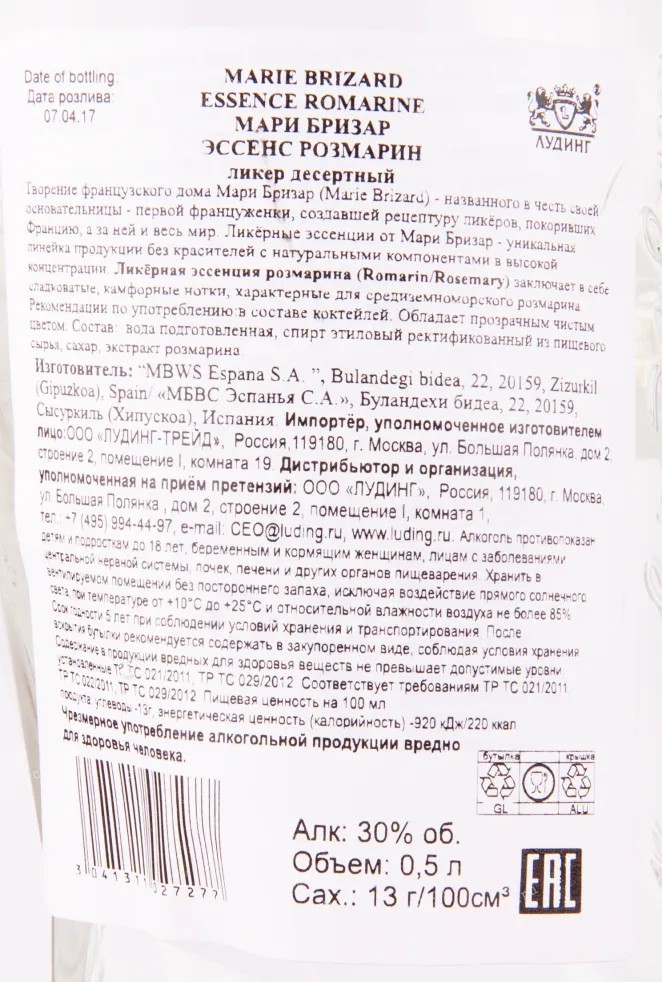 Date of bottling:
Дата розлива:
07.04.17
MARIE BRIZARD
ESSENCE ROMARINE
МАРИ БРИЗАР
ЭССЕНС РОЗМАРИН
ликер десертный
ЛУДИНГ
Творение французского дома Мари Бризар (Marie Brizard) - названного в честь своей
основательницы - первой француженки, создавшей рецептуру ликёров, покоривших
Францию, а за ней и весь мир. Ликёрные эссенции от Мари Бризар - уникальная
линейка продукции без красителей с натуральными компонентами в высокой
концентрации. Ликёрная эссенция розмарина (Romarin/Rosemary) заключает в себе
сладковатые, камфорные нотки, характерные для средиземноморского розмарина.
Рекомендации по употреблению:в составе коктейлей. Обладает прозрачным чистым
цветом. Состав: вода подготовленная, спирт этиловый ректификованный из пищевого
сырья, сахар, экстракт розмарина
Изготовитель: “MBWS Espana S.A. ”, Bulandegi bidea, 22, 20159, Zizurkil
(Gipuzkoa), Spain/ «МБВС Эспанья С.А.», Буландехи бидеа, 22, 20159,
Сысуркиль (Хипускоа), Испания. Импортёр, уполномоченное изготовителем
лицо:ООО «ЛУДИНГ-ТРЕЙД», Россия,119180, г. Москва, ул. Большая Полянка, дом 2,
строение 2, помещение I, комната 19. Дистрибьютор и организация,
уполномоченная на приём претензий: ООО «ЛУДИНГ», Россия, 119180, г. Москва,
ул. Большая Полянка , дом 2, строение 2, помещение I, комната 1,
тел.: +7 (495) 994-44-97, e-mail: CEO@luding.ru, www.luding.ru. Алкоголь противопоказан
детям и подросткам до 18 лет, беременным и кормящим женщинам, лицам с заболеваниями
центральной нервной системы, почек, печени и других органов пищеварения. Хранить в
вентилируемом помещении без постороннего запаха, исключая воздействие прямого солнечного
света, при температуре от +10°С до +25°С и относительной влажности воздуха не более 85%
Срок годности 5 лет при соблюдении условий хранения и транспортирования. После
вскрытия бутылки рекомендуется содержать в закупоренном виде, соблюдая условия хранения
Содержание в продукции вредных для здоровья веществ не превышает допустимые уровни
установленные ТР ТС 021/2011, ТР ТС 029/2012. Соответствует требованиям ТР ТС 021/2011,
ТР ТС 022/2011, ТР ТС 029/2012. Пищевая ценность на 100 мл
продукта: углеводы -13г, энергетическая ценность (калорийность) -920 кДж/220 ккал
Чрезмерное употребление алкогольной продукции вредно
для здоровья человека.
бутылка крышка
GL ALU
3 041311 027277
Алк: 30% об.
Объем: 0,5 л
Сах.: 13 г/100см³
EAC